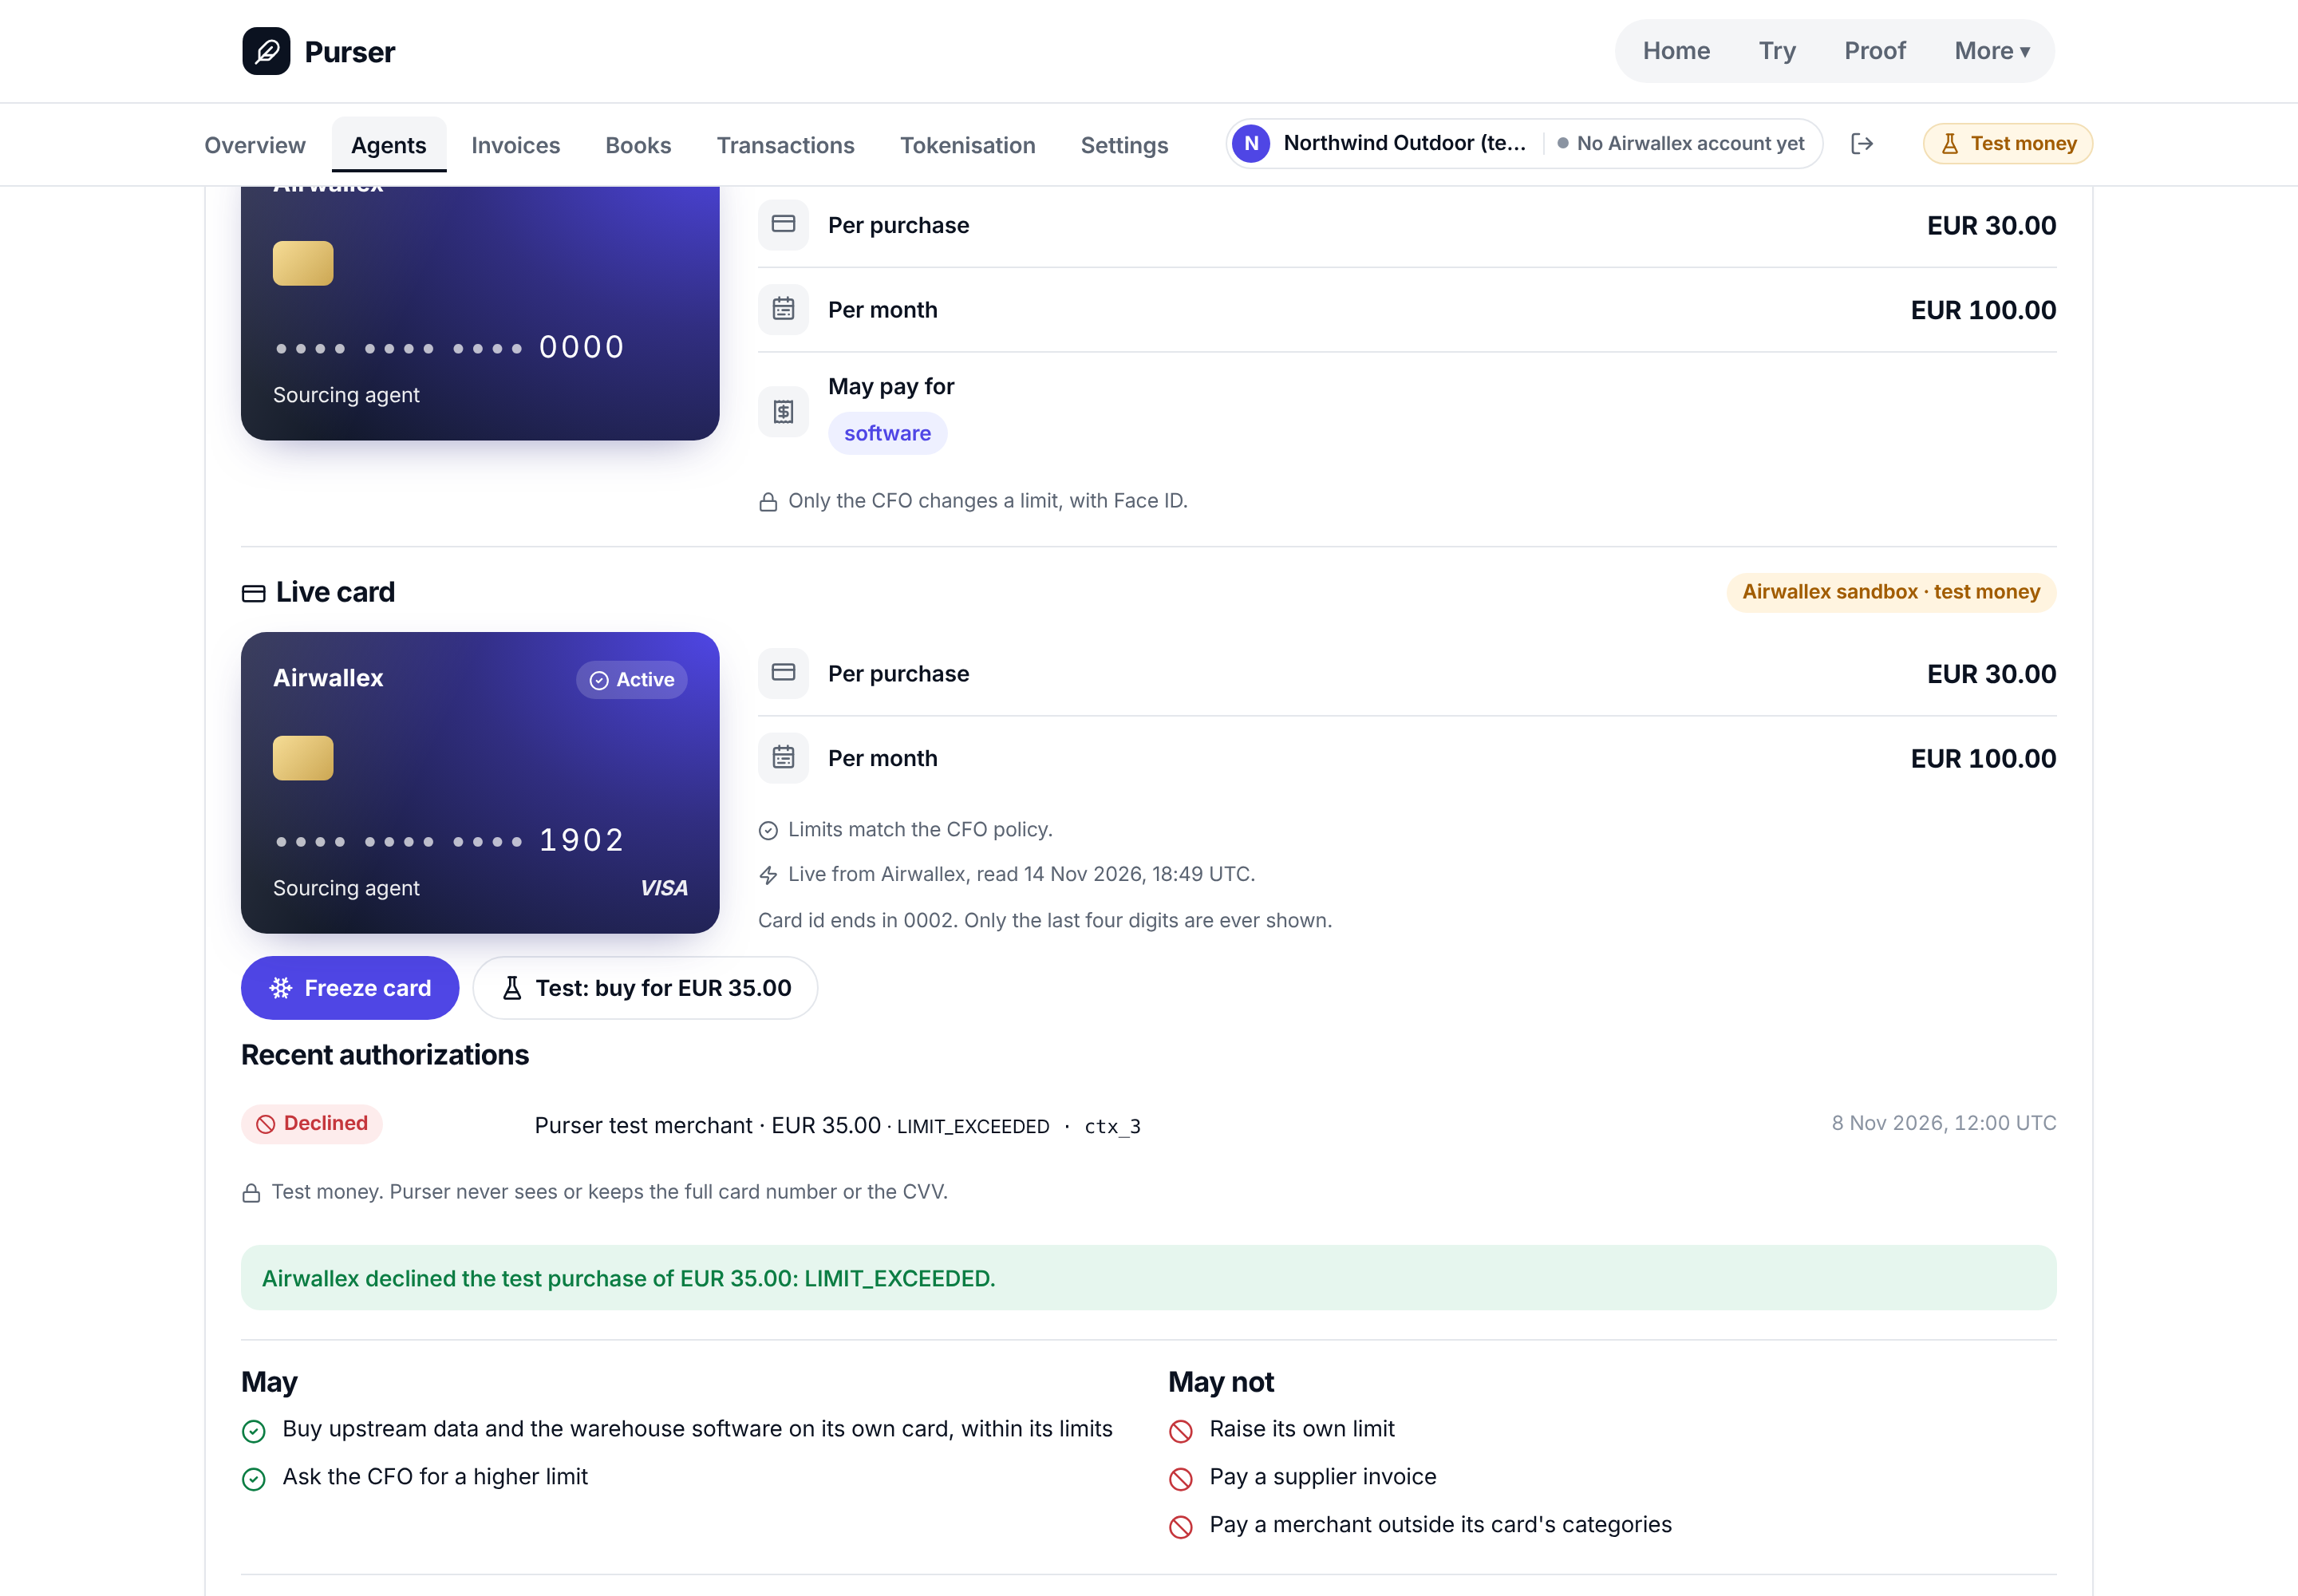 Purser
Home Try Proof More ▾
Overview Agents Invoices Books Transactions Tokenisation Settings
N Northwind Outdoor (te... No Airwallex account yet
Test money
Airwallex
•••• •••• •••• 0000
Sourcing agent
Per purchase EUR 30.00
Per month EUR 100.00
May pay for
software
Only the CFO changes a limit, with Face ID.
Live card
Airwallex sandbox · test money
Airwallex
Active
•••• •••• •••• 1902
Sourcing agent VISA
Per purchase EUR 30.00
Per month EUR 100.00
Limits match the CFO policy.
Live from Airwallex, read 14 Nov 2026, 18:49 UTC.
Card id ends in 0002. Only the last four digits are ever shown.
Freeze card
Test: buy for EUR 35.00
Recent authorizations
Declined Purser test merchant · EUR 35.00 · LIMIT_EXCEEDED · ctx_3 8 Nov 2026, 12:00 UTC
Test money. Purser never sees or keeps the full card number or the CVV.
Airwallex declined the test purchase of EUR 35.00: LIMIT_EXCEEDED.
May
Buy upstream data and the warehouse software on its own card, within its limits
Ask the CFO for a higher limit
May not
Raise its own limit
Pay a supplier invoice
Pay a merchant outside its card's categories